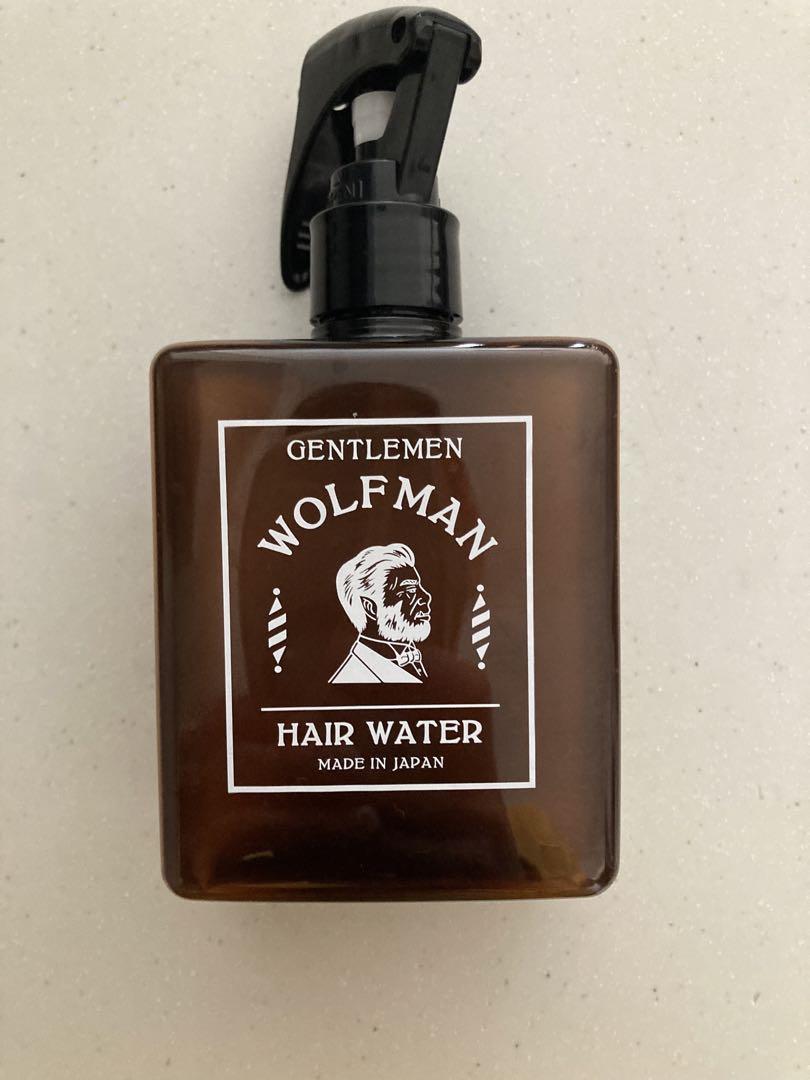 GENTLEMEN
WOLFMAN
HAIR WATER
MADE IN JAPAN